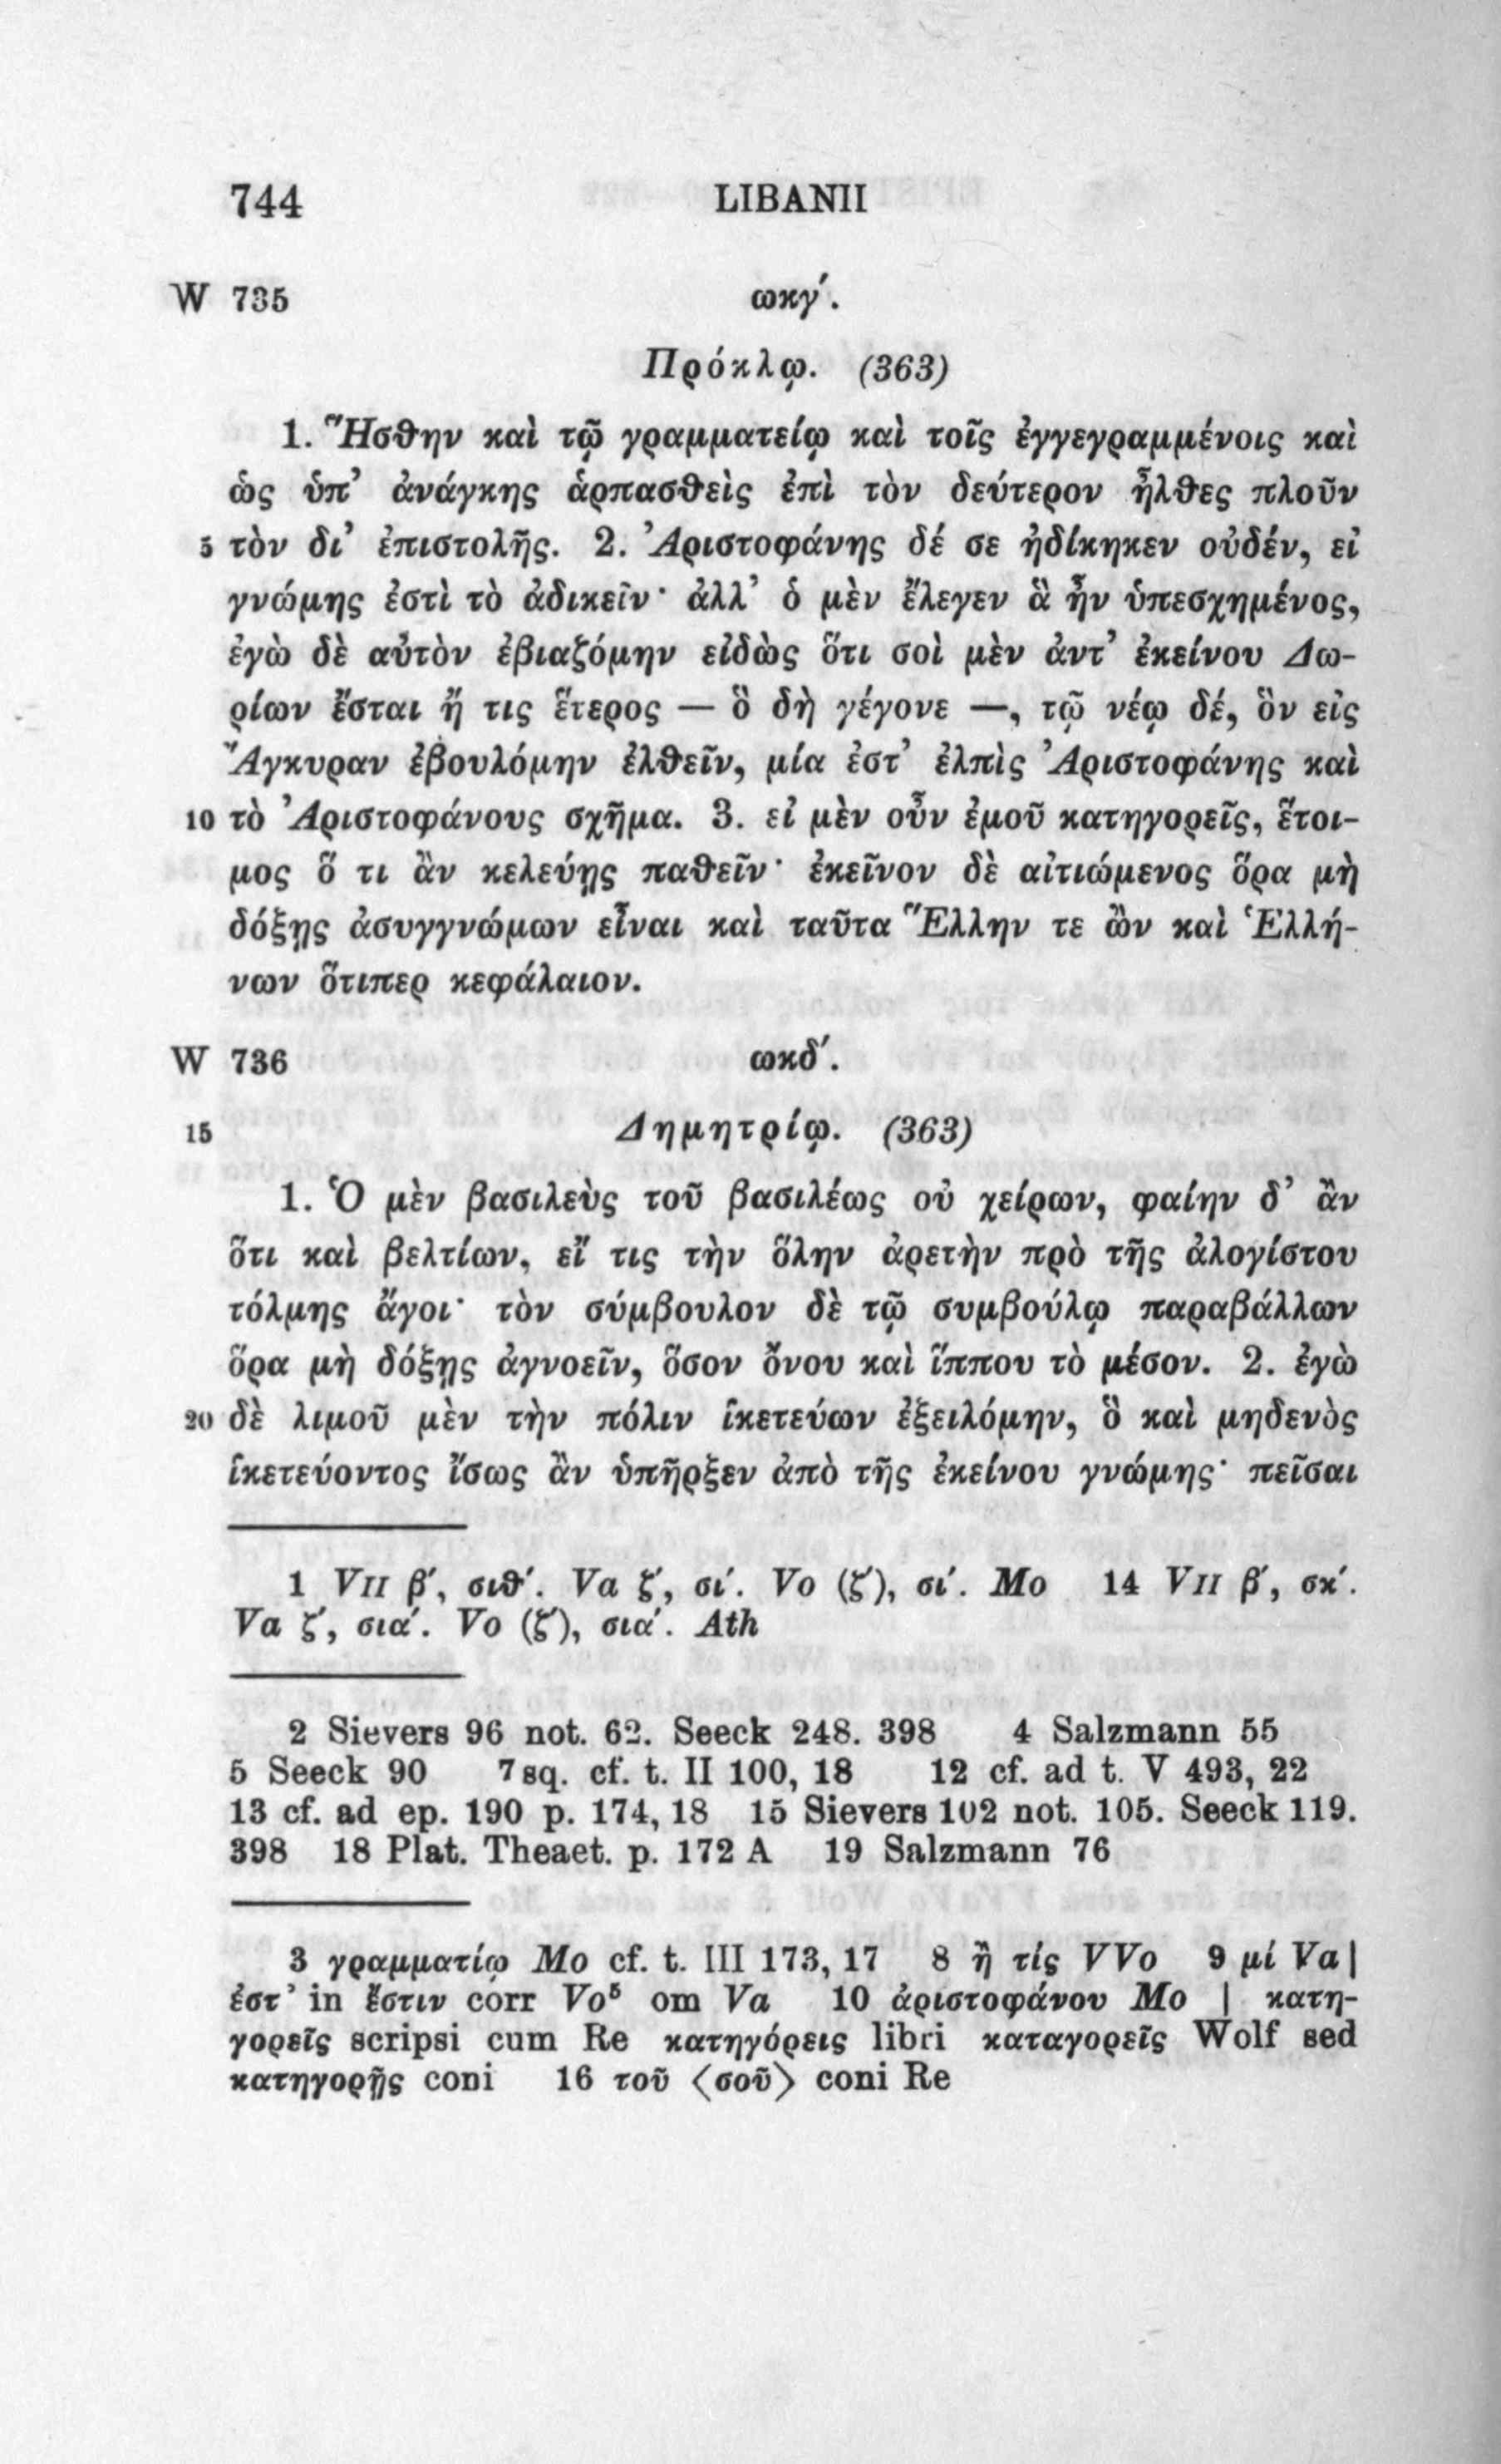 744 LIBANII
W 735 ωκγ΄.
Πρόκλῳ. (363)
1. Ἥσθην καὶ τῷ γραμματείῳ καὶ τοῖς ἐγγεγραμμένοις καὶ
ὡς ὑπ’ ἀνάγκης ἁρπασθεὶς ἐπὶ τὸν δεύτερον ἦλθες πλοῦν
5 τὸν δι’ ἐπιστολῆς. 2. Ἀριστοφάνης δέ σε ἠδίκηκεν οὐδέν, εἰ
γνώμης ἐστὶ τὸ ἀδικεῖν· ἀλλ’ ὁ μὲν ἔλεγεν ἃ ἦν ὑπεσχημένος,
ἐγὼ δὲ αὐτὸν ἐβιαζόμην εἰδὼς ὅτι σοὶ μὲν ἀντ’ ἐκείνου Δω-
ρίων ἔσται ἤ τις ἕτερος — ὃ δὴ γέγονε —, τῷ νέῳ δέ, ὃν εἰς
Ἄγκυραν ἐβουλόμην ἐλθεῖν, μία ἐστ’ ἐλπὶς Ἀριστοφάνης καὶ
10 τὸ Ἀριστοφάνους σχῆμα. 3. εἰ μὲν οὖν ἐμοῦ κατηγορεῖς, ἕτοι-
μος ὅ τι ἂν κελεύῃς παθεῖν· ἐκεῖνον δὲ αἰτιώμενος ὅρα μὴ
δόξῃς ἀσυγγνώμων εἶναι καὶ ταῦτα Ἕλλην τε ὢν καὶ Ἑλλή-
νων ὅτιπερ κεφάλαιον.
W 736 ωκδ΄.
15 Δημητρίῳ. (363)
1. Ὁ μὲν βασιλεὺς τοῦ βασιλέως οὐ χείρων, φαίην δ’ ἂν
ὅτι καὶ βελτίων, εἴ τις τὴν ὅλην ἀρετὴν πρὸ τῆς ἀλογίστου
τόλμης ἄγοι· τὸν σύμβουλον δὲ τῷ συμβούλῳ παραβάλλων
ὅρα μὴ δόξῃς ἀγνοεῖν, ὅσον ὄνου καὶ ἵππου τὸ μέσον. 2. ἐγὼ
20 δὲ λιμοῦ μὲν τὴν πόλιν ἱκετεύων ἐξειλόμην, ὃ καὶ μηδενὸς
ἱκετεύοντος ἴσως ἂν ὑπῆρξεν ἀπὸ τῆς ἐκείνου γνώμης· πεῖσαι
1 VII β΄, σιθ΄. Va ζ΄, σι΄. Vo (ζ΄), σι΄. Mo 14 VII β΄, σκ΄.
Va ζ΄, σια΄. Vo (ζ΄), σια΄. Ath
2 Sievers 96 not. 62. Seeck 248. 398 4 Salzmann 55
5 Seeck 90 7 sq. cf. t. II 100, 18 12 cf. ad t. V 493, 22
13 cf. ad ep. 190 p. 174, 18 15 Sievers 102 not. 105. Seeck 119.
398 18 Plat. Theaet. p. 172 A 19 Salzmann 76
3 γραμματίῳ Mo cf. t. III 173, 17 8 ἢ τίς VVo 9 μί Va |
ἐστ’ in ἔστιν corr Vo⁵ om Va 10 ἀριστοφάνου Mo | κατη-
γορεῖς scripsi cum Re κατηγόρεις libri καταγορεῖς Wolf sed
κατηγορῇς coni 16 τοῦ ⟨σοῦ⟩ coni Re